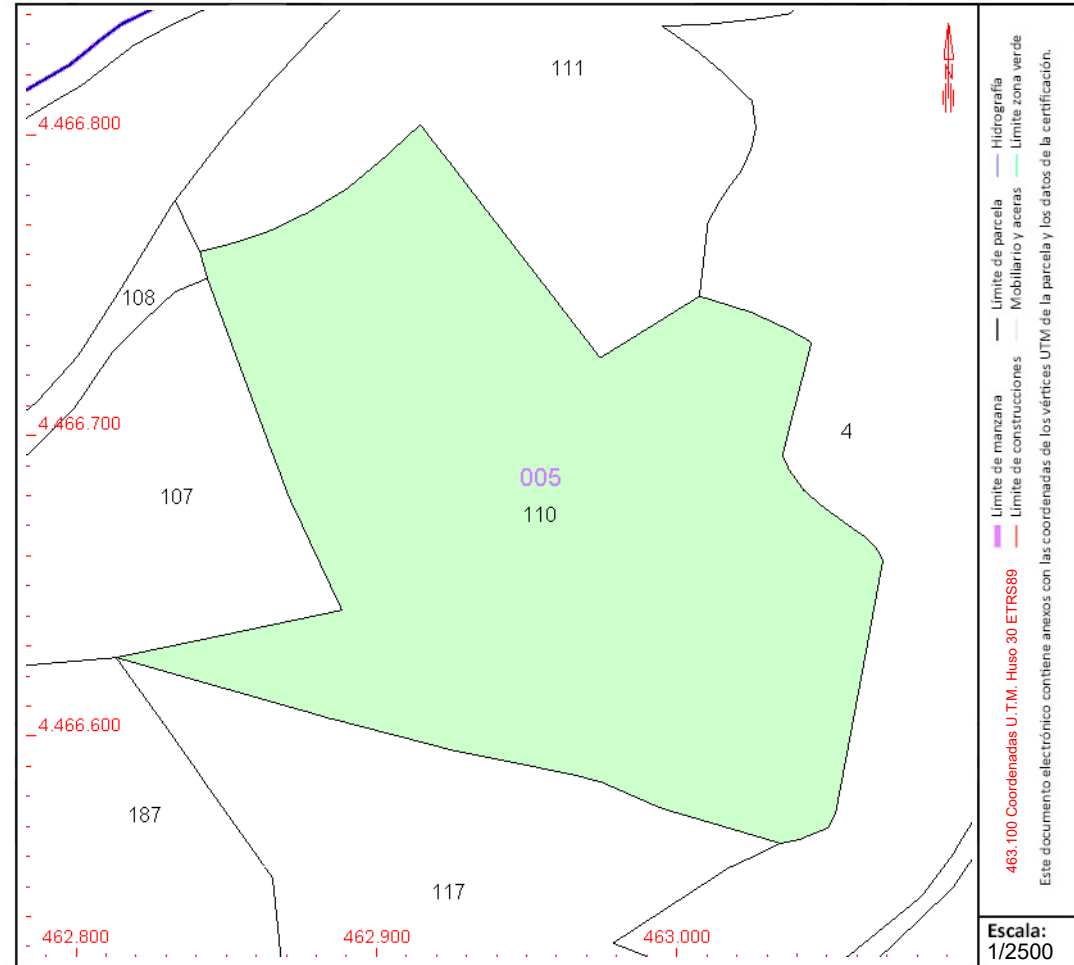 111
4.466.800
108
4.466.700
4
107
005
110
4.466.600
187
117
462.800
462.900
463.000
N
Hidrografía
Límite zona verde
Límite de parcela
Mobiliario y aceras
Límite de manzana
Límite de construcciones
463.100 Coordenadas U.T.M. Huso 30 ETRS89
Este documento electrónico contiene anexos con las coordenadas de los vértices UTM de la parcela y los datos de la certificación.
Escala:
1/2500